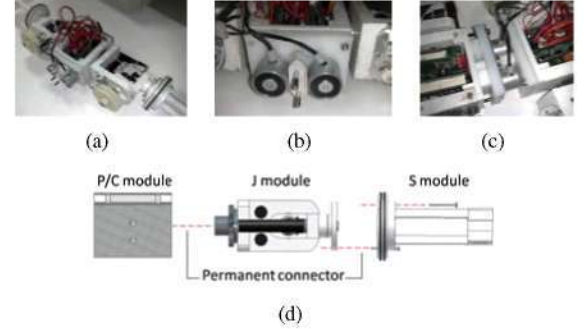 (a)
(b)
(c)
P/C module
J module
S module
Permanent connector
(d)